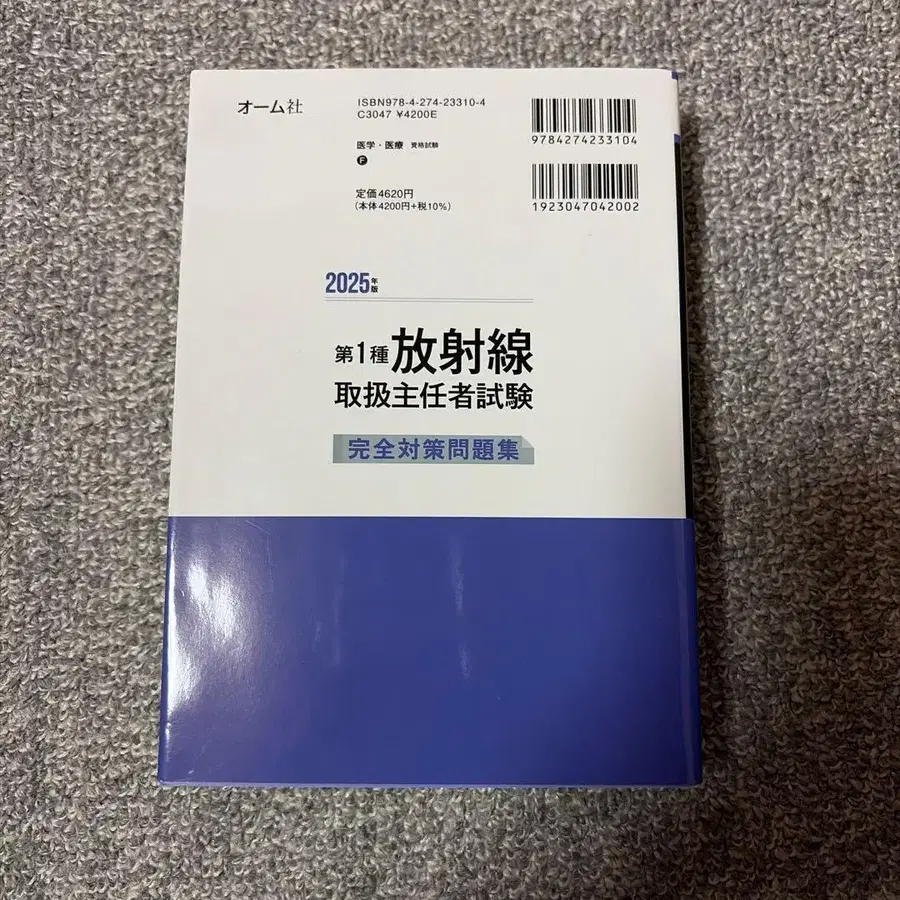 オーム社
ISBN978-4-274-23310-4
C3047 ¥4200E
医学・医療 資格試験
F
定価4620円
(本体4200円+税10%)
9784274233104
1923047042002
2025年版
第1種 放射線
取扱主任者試験
完全対策問題集